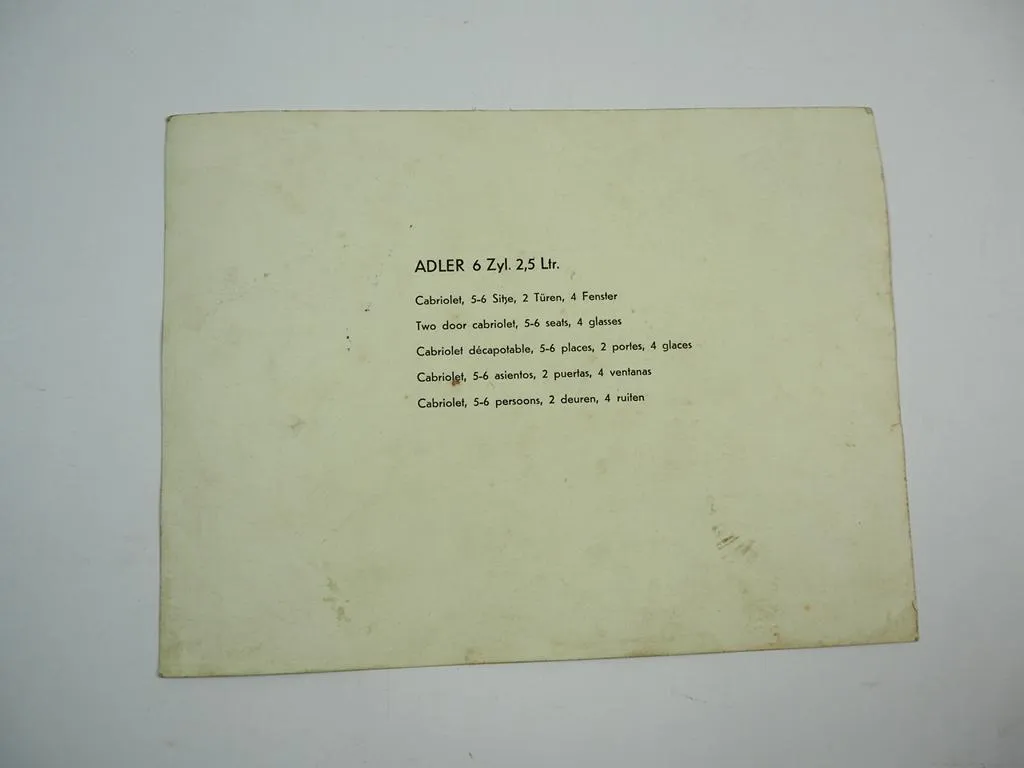 ADLER 6 Zyl. 2,5 Ltr.
Cabriolet, 5-6 Sitze, 2 Türen, 4 Fenster
Two door cabriolet, 5-6 seats, 4 glasses
Cabriolet décapotable, 5-6 places, 2 portes, 4 glaces
Cabriolet, 5-6 asientos, 2 puertas, 4 ventanas
Cabriolet, 5-6 persoons, 2 deuren, 4 ruiten